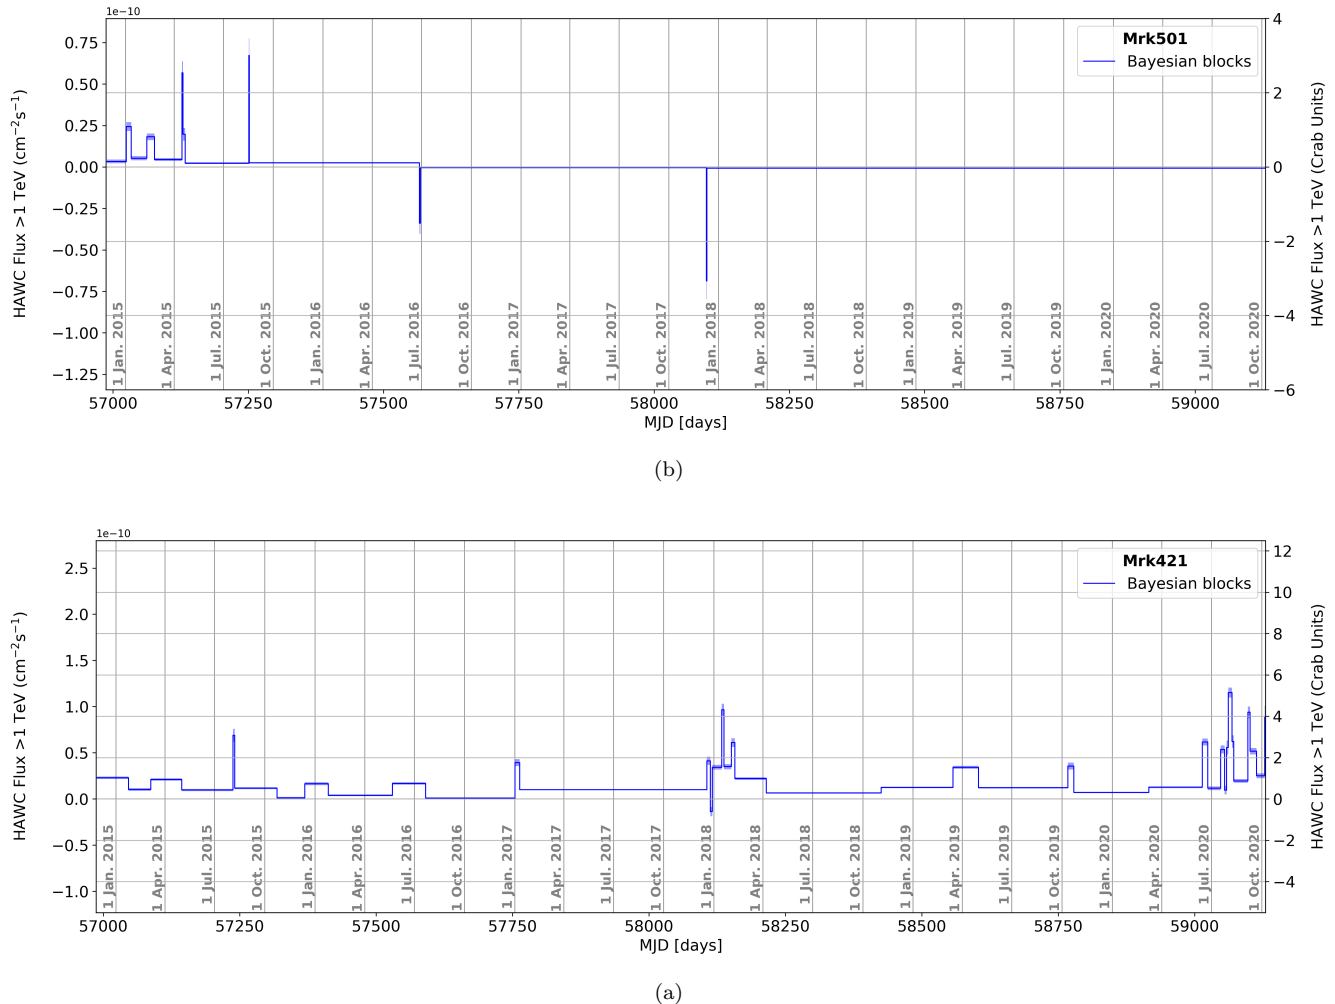 1e−10
Mrk501
Bayesian blocks
HAWC Flux >1 TeV (cm−2s−1)
0.75
0.50
0.25
0.00
−0.25
−0.50
−0.75
−1.00
−1.25
4
2
0
−2
−4
−6
HAWC Flux >1 TeV (Crab Units)
1 Jan. 2015
1 Apr. 2015
1 Jul. 2015
1 Oct. 2015
1 Jan. 2016
1 Apr. 2016
1 Jul. 2016
1 Oct. 2016
1 Jan. 2017
1 Apr. 2017
1 Jul. 2017
1 Oct. 2017
1 Jan. 2018
1 Apr. 2018
1 Jul. 2018
1 Oct. 2018
1 Jan. 2019
1 Apr. 2019
1 Jul. 2019
1 Oct. 2019
1 Jan. 2020
1 Apr. 2020
1 Jul. 2020
1 Oct. 2020
57000 57250 57500 57750 58000 58250 58500 58750 59000
MJD [days]
(b)
1e−10
Mrk421
Bayesian blocks
HAWC Flux >1 TeV (cm−2s−1)
2.5
2.0
1.5
1.0
0.5
0.0
−0.5
−1.0
12
10
8
6
4
2
0
−2
−4
HAWC Flux >1 TeV (Crab Units)
1 Jan. 2015
1 Apr. 2015
1 Jul. 2015
1 Oct. 2015
1 Jan. 2016
1 Apr. 2016
1 Jul. 2016
1 Oct. 2016
1 Jan. 2017
1 Apr. 2017
1 Jul. 2017
1 Oct. 2017
1 Jan. 2018
1 Apr. 2018
1 Jul. 2018
1 Oct. 2018
1 Jan. 2019
1 Apr. 2019
1 Jul. 2019
1 Oct. 2019
1 Jan. 2020
1 Apr. 2020
1 Jul. 2020
1 Oct. 2020
57000 57250 57500 57750 58000 58250 58500 58750 59000
MJD [days]
(a)